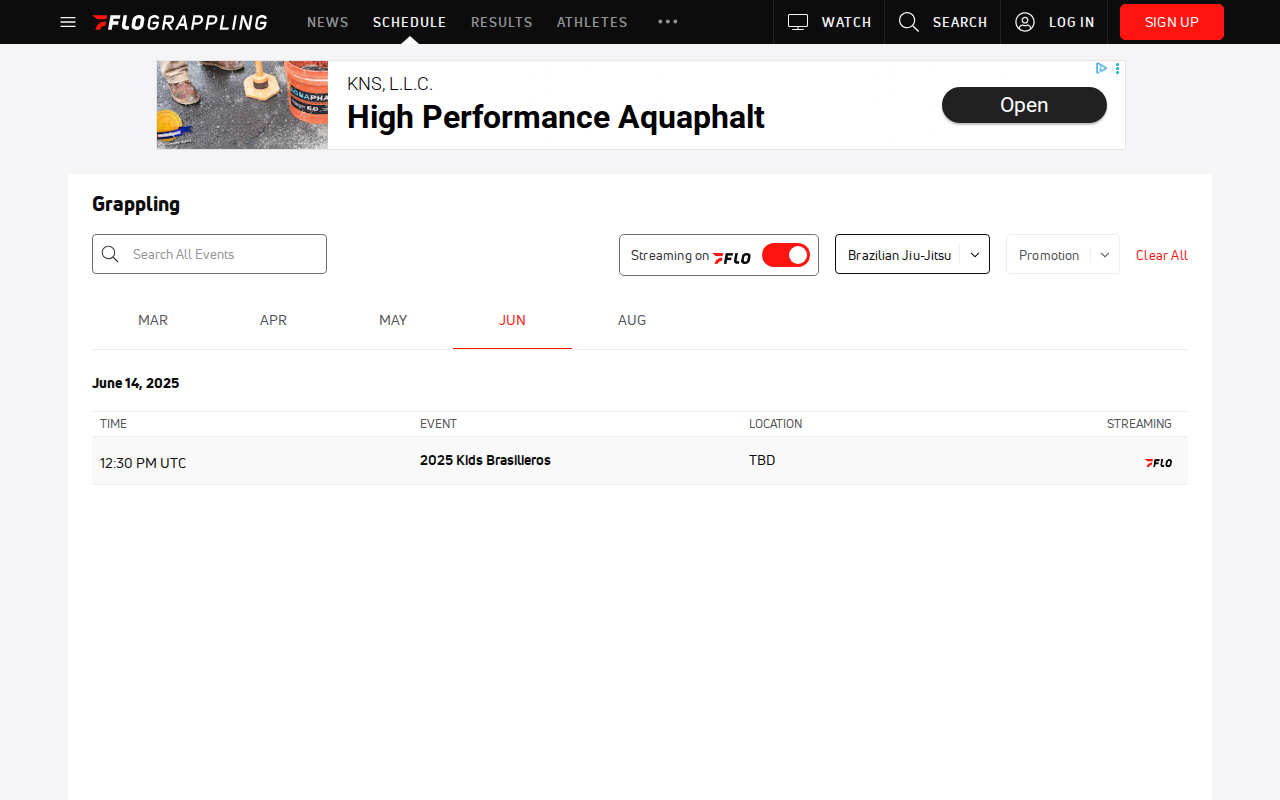 FLOGRAPPLING NEWS SCHEDULE RESULTS ATHLETES WATCH SEARCH LOG IN SIGN UP
KNS, L.L.C.
High Performance Aquaphalt
Open
Grappling
Search All Events
Streaming on FLO
Brazilian Jiu-Jitsu
Promotion
Clear All
MAR APR MAY JUN AUG
June 14, 2025
TIME EVENT LOCATION STREAMING
12:30 PM UTC 2025 Kids Brasilieros TBD FLO